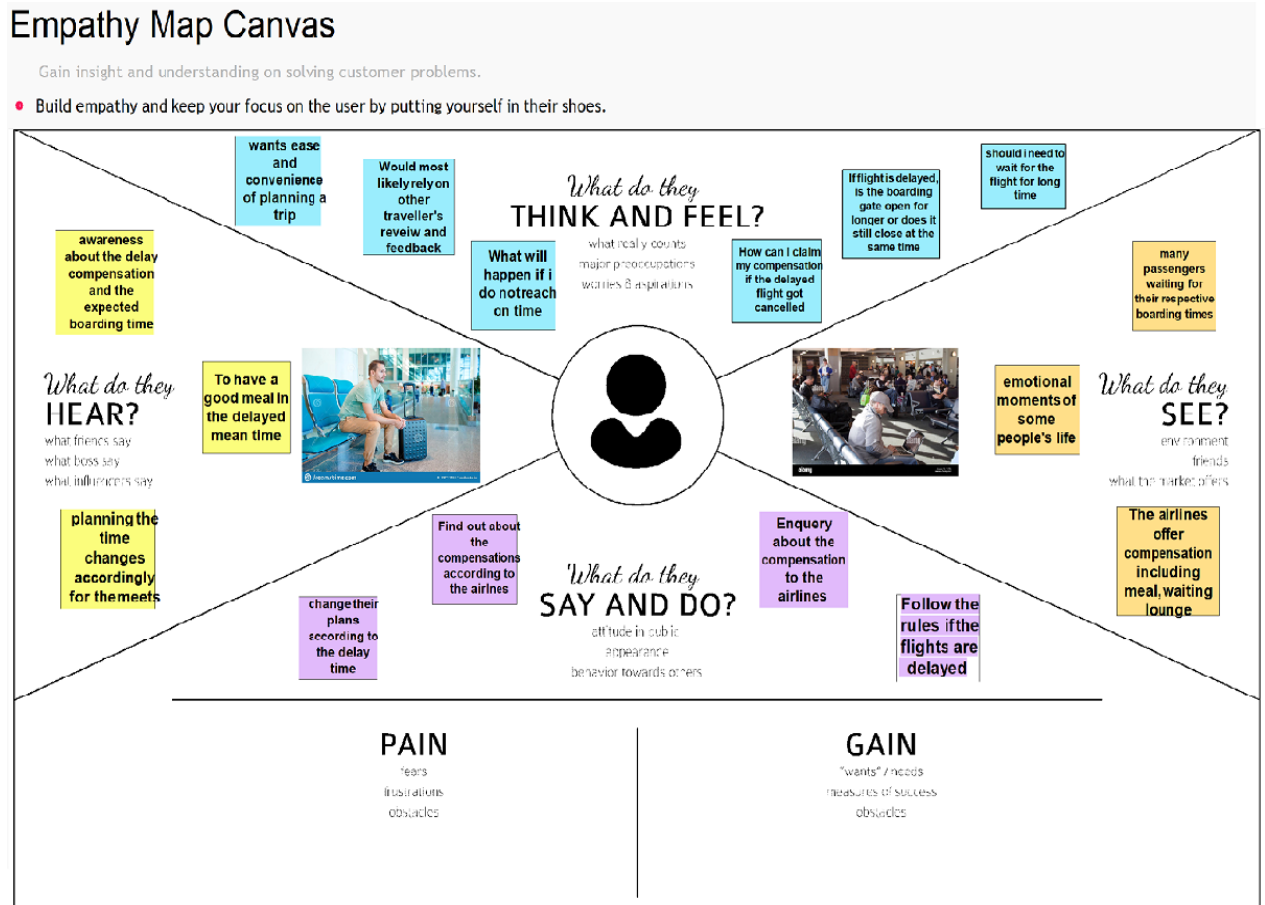 Empathy Map Canvas
Gain insight and understanding on solving customer problems.
Build empathy and keep your focus on the user by putting yourself in their shoes.
What do they
THINK AND FEEL?
what really counts
major preoccupations
worries & aspirations
wants ease
and
convenience
of planning a
trip
Would most
likely rely on
other
traveller's
reveiw and
feedback
What will
happen if i
do notreach
on time
How can I claim
my compensation
if the delayed
flight got
cancelled
If flight is delayed,
is the boarding
gate open for
longer or does it
still close at the
same time
should i need to
wait for the
flight for long
time
What do they
HEAR?
what friends say
what boss say
what influencers say
awareness
about the delay
compensation
and the
expected
boarding time
To have a
good meal in
the delayed
mean time
planning the
time
changes
accordingly
for the meets
What do they
SEE?
environment
friends
what the market offers
many
passengers
waiting for
their respective
boarding times
emotional
moments of
some
people's life
The airlines
offer
compensation
including
meal,waiting
lounge
What do they
SAY AND DO?
attitude in public
appearance
behavior towards others
Find out about
the
compensations
according to
the airlnes
change their
plans
according to
the delay
time
Enquery
about the
compensation
to the
airlines
Follow the
rules if the
flights are
delayed
PAIN
fears
frustrations
obstacles
GAIN
"wants" / needs
measures of success
obstacles